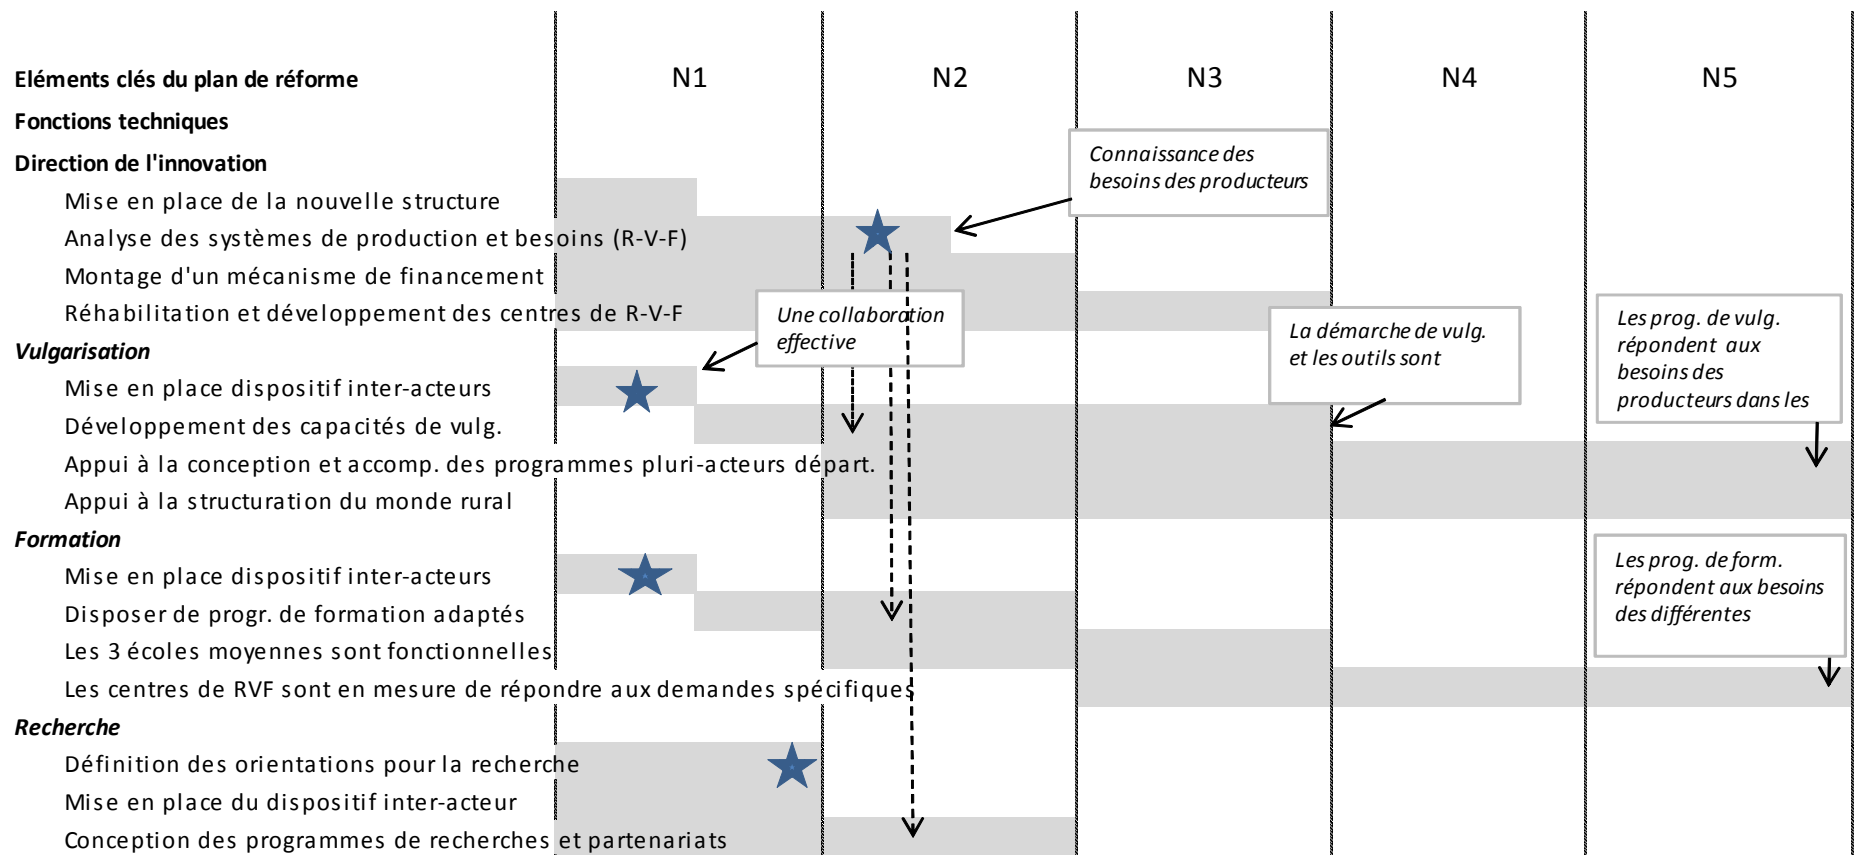 Eléments clés du plan de réforme N1 N2 N3 N4 N5
Fonctions techniques
Direction de l'innovation
Mise en place de la nouvelle structure
Analyse des systèmes de production et besoins (R-V-F)
Montage d'un mécanisme de financement
Réhabilitation et développement des centres de R-V-F
Vulgarisation
Mise en place dispositif inter-acteurs
Développement des capacités de vulg.
Appui à la conception et accomp. des programmes pluri-acteurs départ.
Appui à la structuration du monde rural
Formation
Mise en place dispositif inter-acteurs
Disposer de progr. de formation adaptés
Les 3 écoles moyennes sont fonctionnelles
Les centres de RVF sont en mesure de répondre aux demandes spécifiques
Recherche
Définition des orientations pour la recherche
Mise en place du dispositif inter-acteur
Conception des programmes de recherches et partenariats
Connaissance des
besoins des producteurs
Une collaboration
effective
La démarche de vulg.
et les outils sont
Les prog. de vulg.
répondent aux
besoins des
producteurs dans les
Les prog. de form.
répondent aux besoins
des différentes